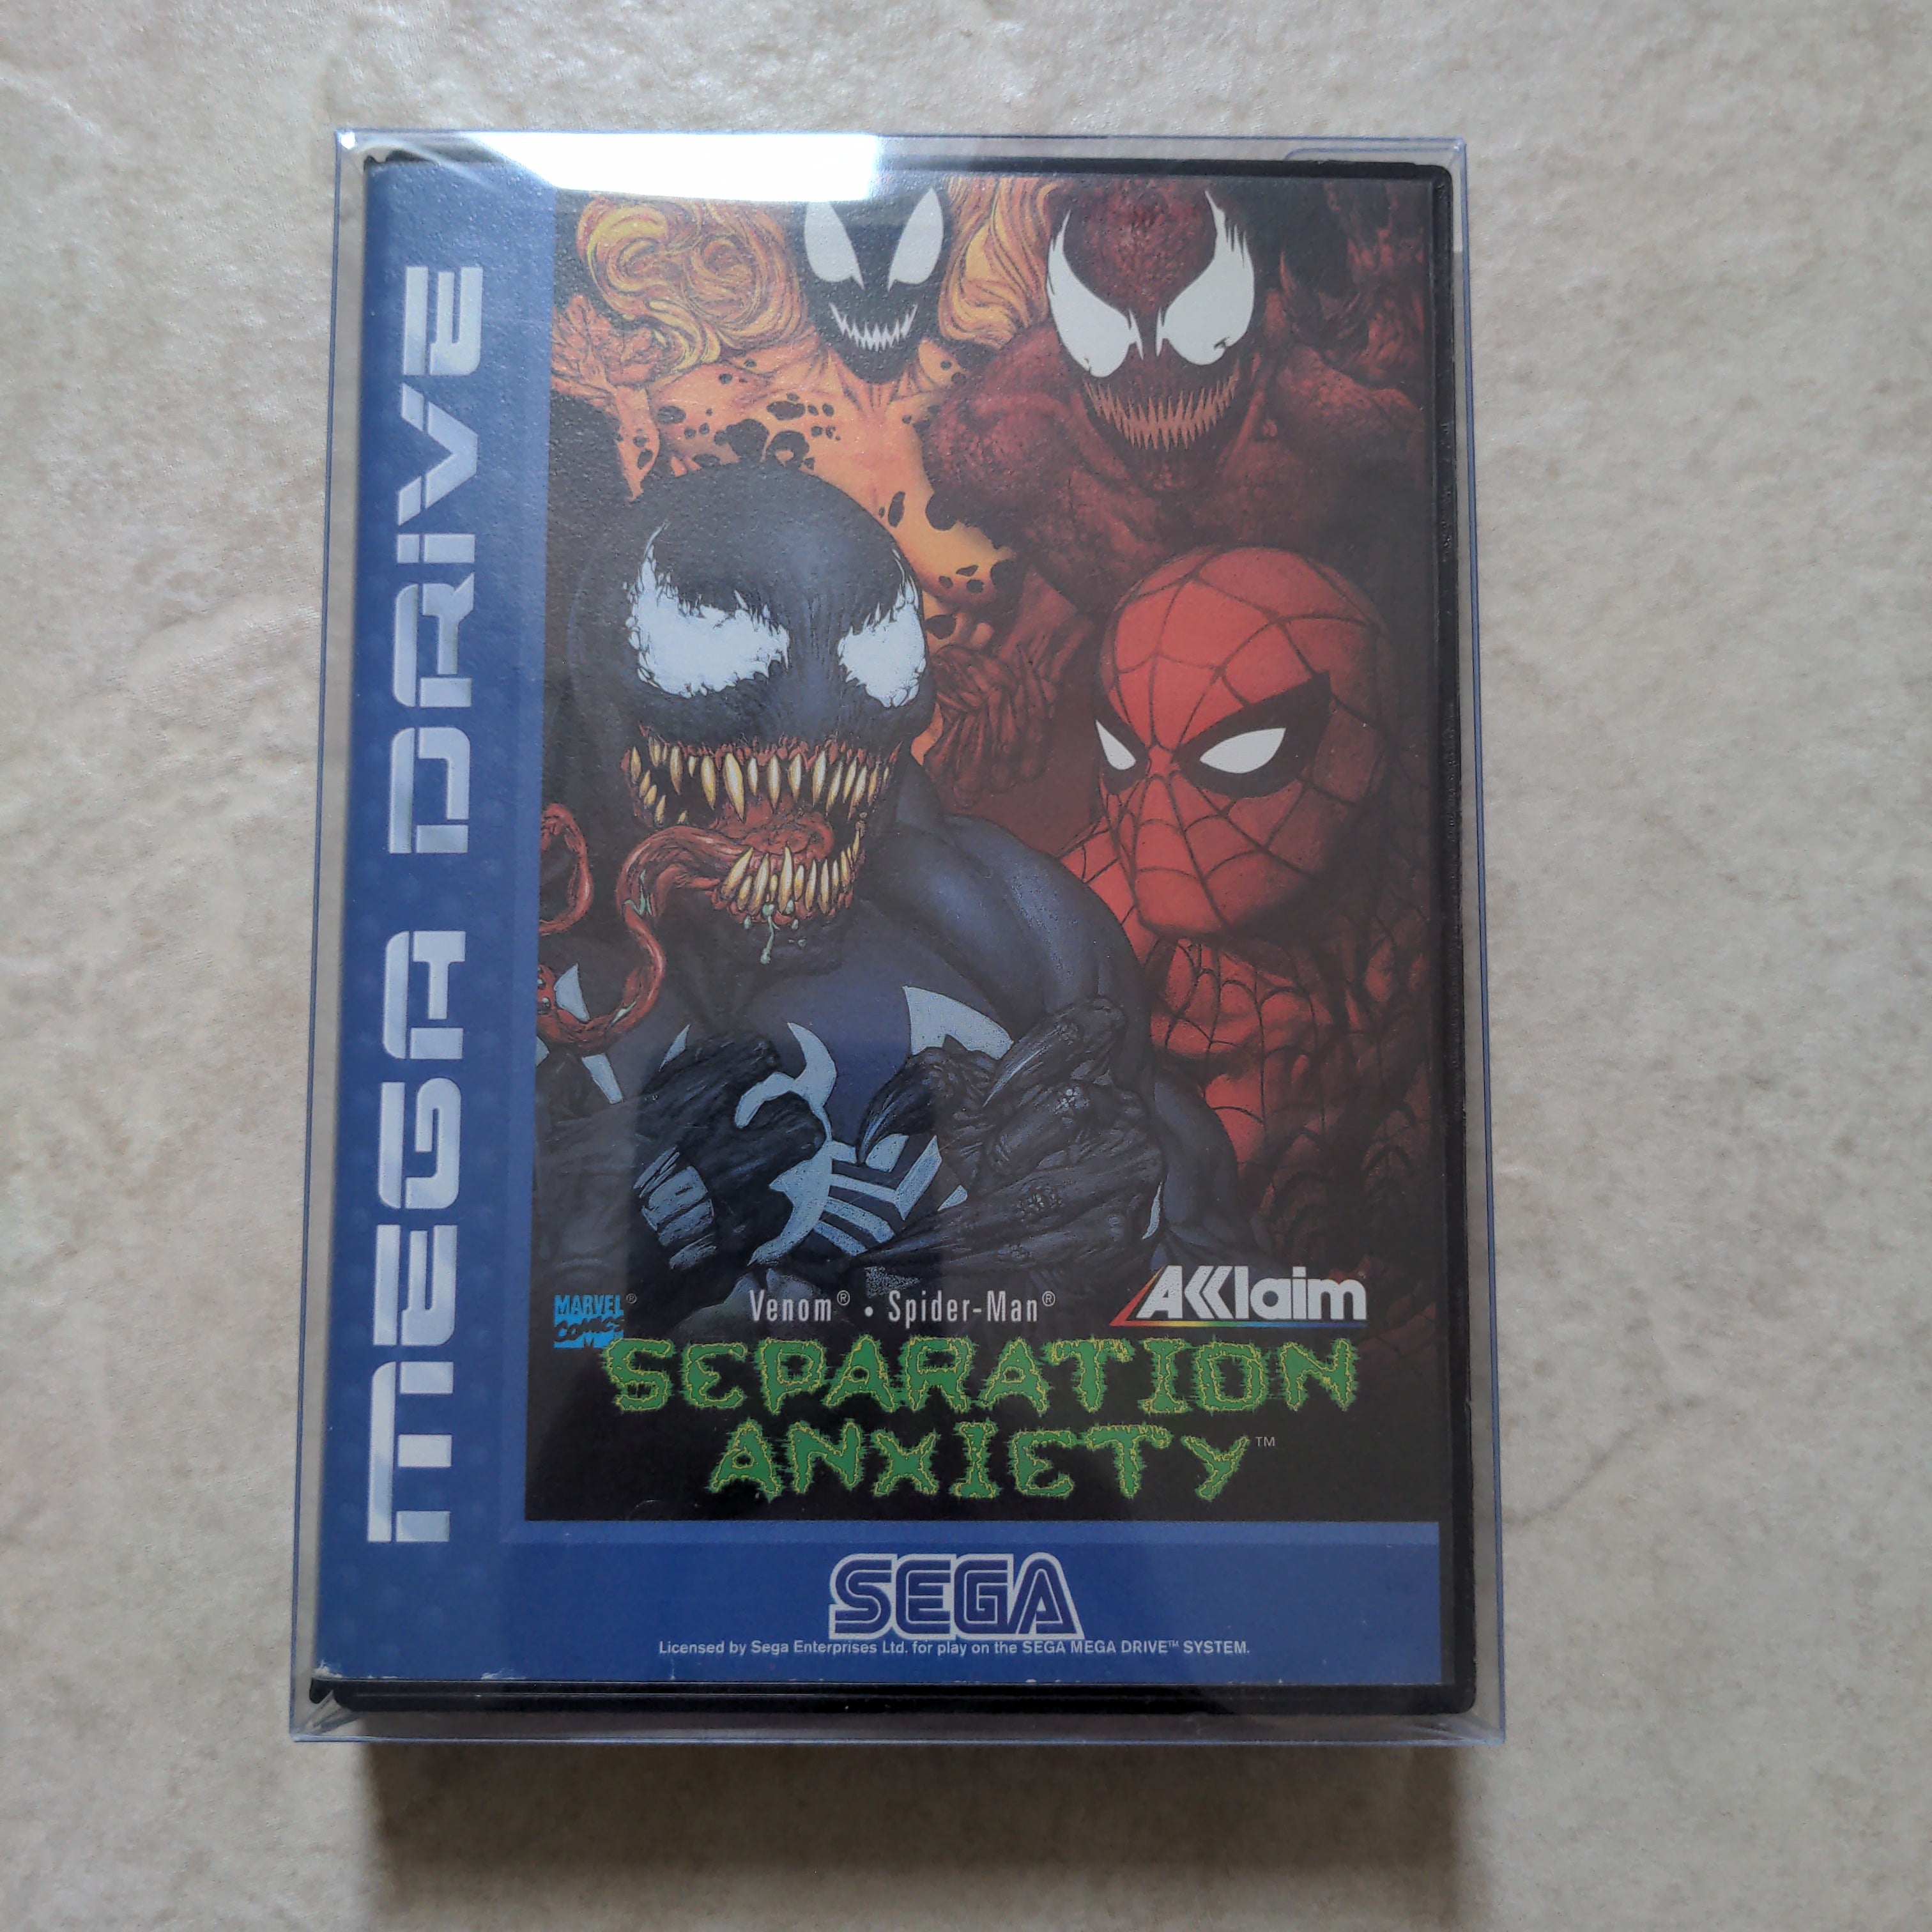 MEGA DRIVE
MARVEL ®
COMICS
M
Venom® • Spider-Man®
AKKlaim
SEPARATION
ANXIETY™
SEGA
Licensed by Sega Enterprises Ltd. for play on the SEGA MEGA DRIVE™ SYSTEM.